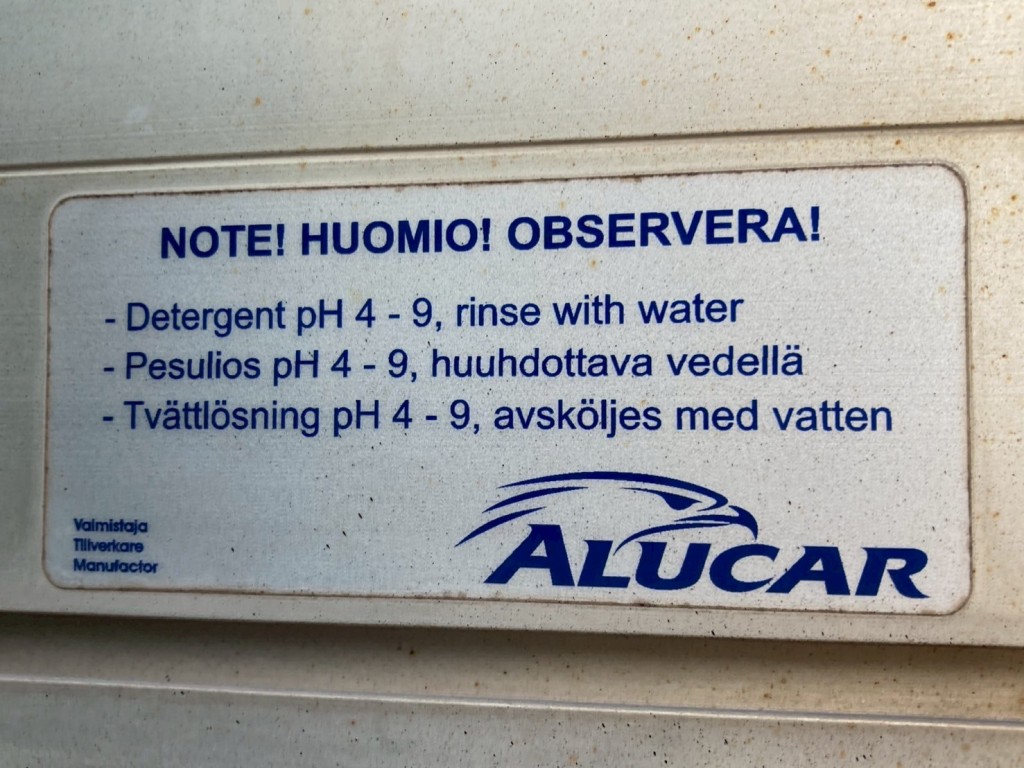 NOTE! HUOMIO! OBSERVERA!
- Detergent pH 4 - 9, rinse with water
- Pesulios pH 4 - 9, huuhdottava vedellä
- Tvättlösning pH 4 - 9, avsköljes med vatten
Valmistaja
Tillverkare
Manufactor
ALUCAR